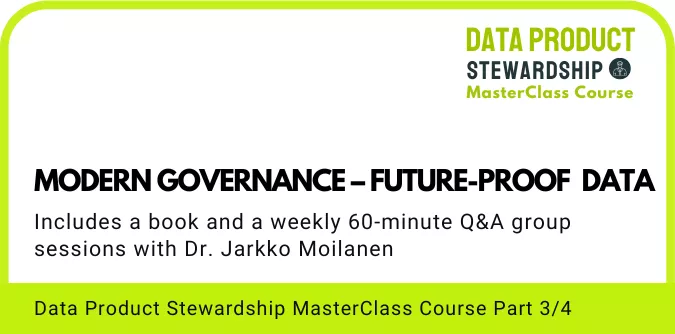 DATA PRODUCT
STEWARDSHIP
MasterClass Course
MODERN GOVERNANCE – FUTURE-PROOF DATA
Includes a book and a weekly 60-minute Q&A group
sessions with Dr. Jarkko Moilanen
Data Product Stewardship MasterClass Course Part 3/4